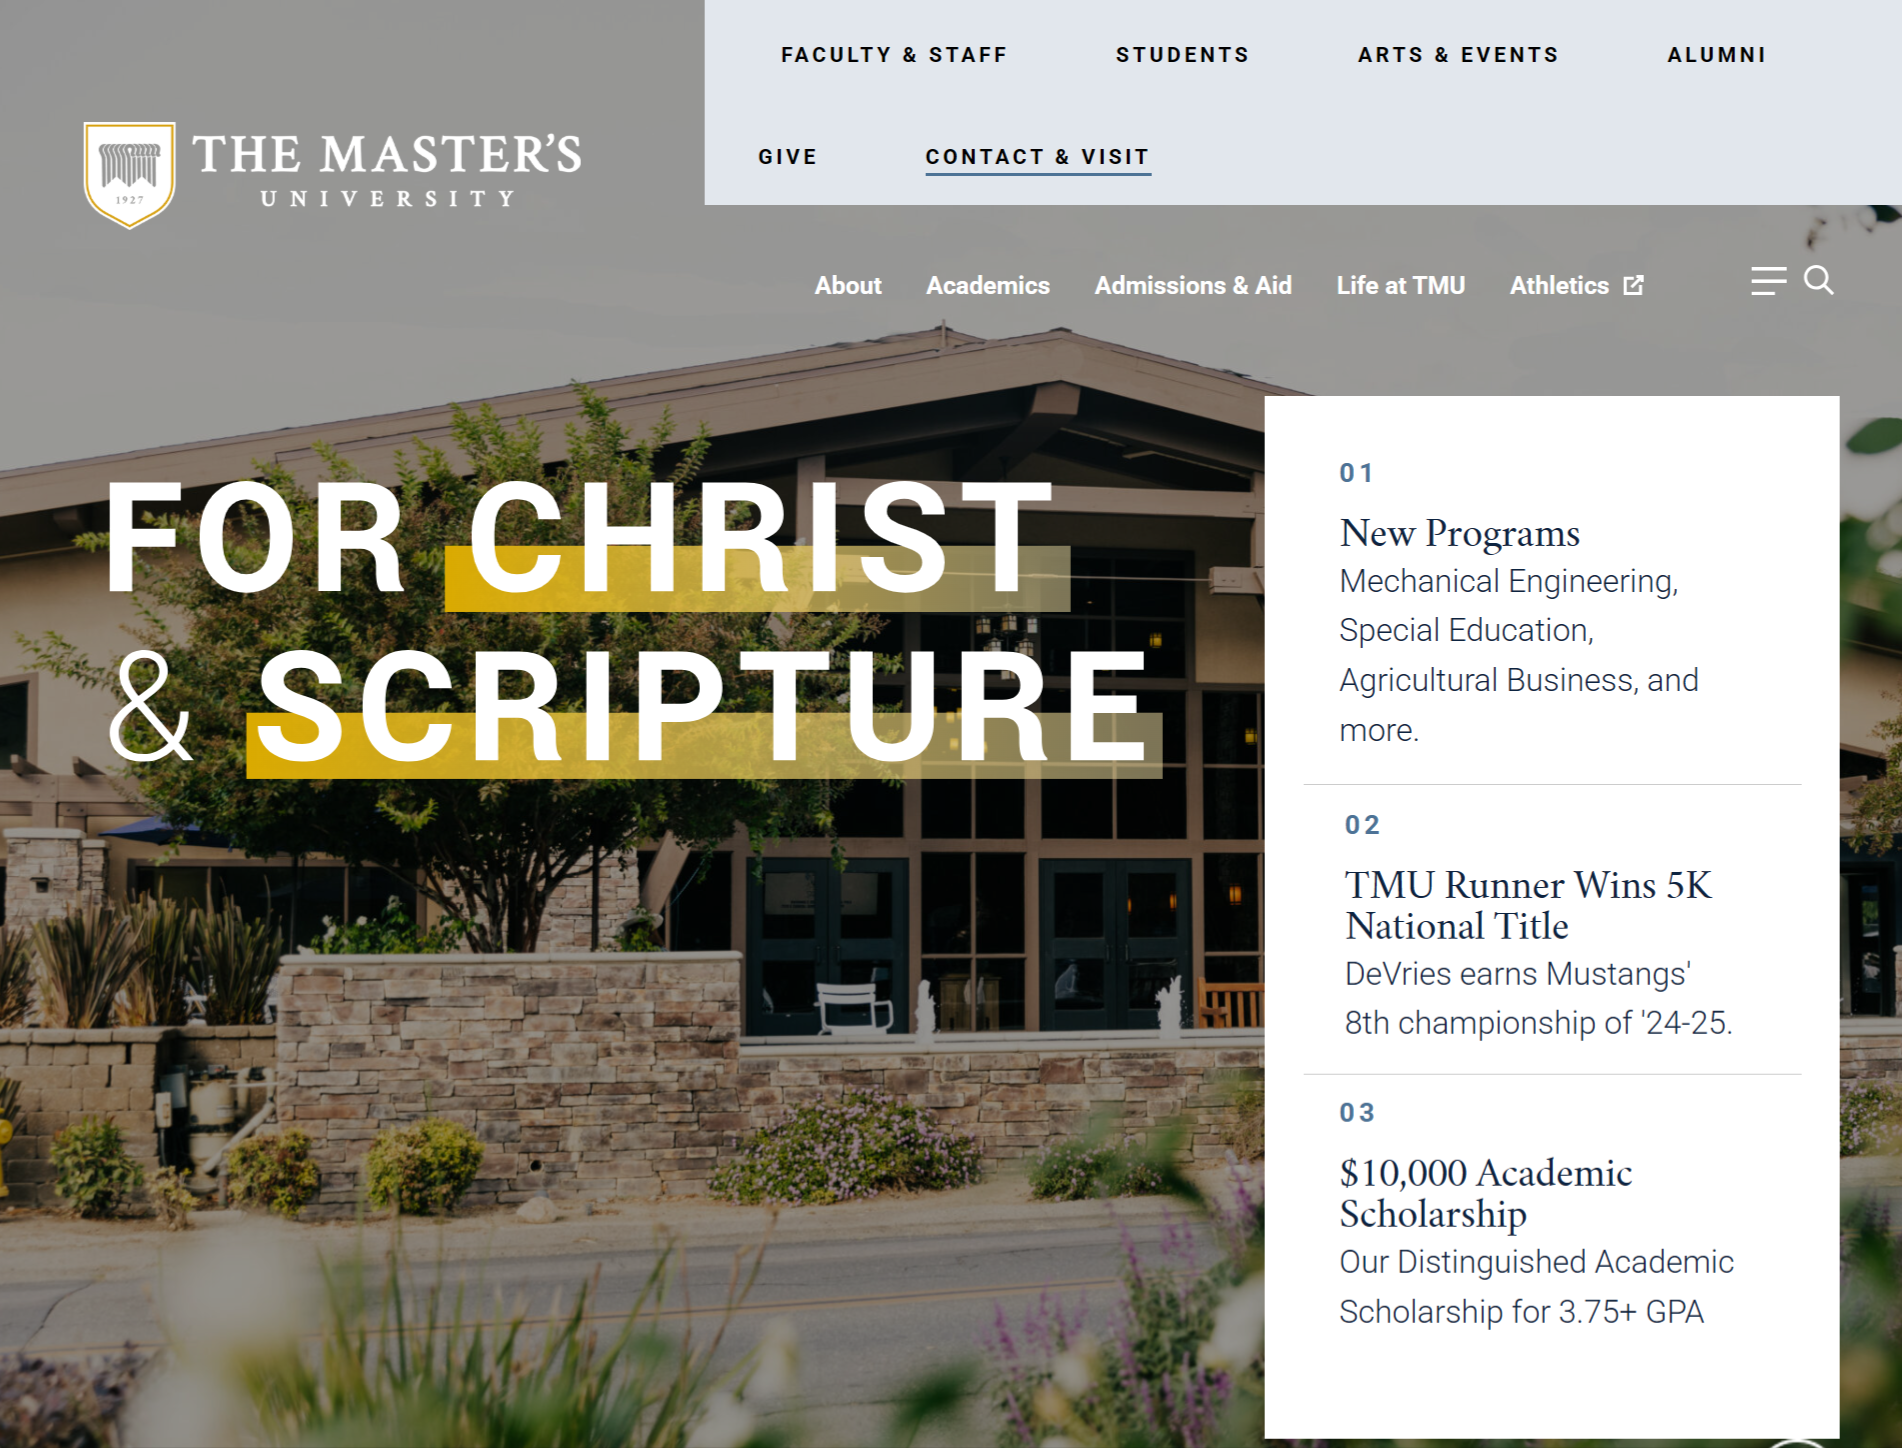 FACULTY & STAFF
STUDENTS
ARTS & EVENTS
ALUMNI
GIVE
CONTACT & VISIT
1927
THE MASTER'S
UNIVERSITY
About
Academics
Admissions & Aid
Life at TMU
Athletics
FOR CHRIST
& SCRIPTURE
01
New Programs
Mechanical Engineering,
Special Education,
Agricultural Business, and
more.
02
TMU Runner Wins 5K
National Title
DeVries earns Mustangs'
8th championship of '24-25.
03
$10,000 Academic
Scholarship
Our Distinguished Academic
Scholarship for 3.75+ GPA